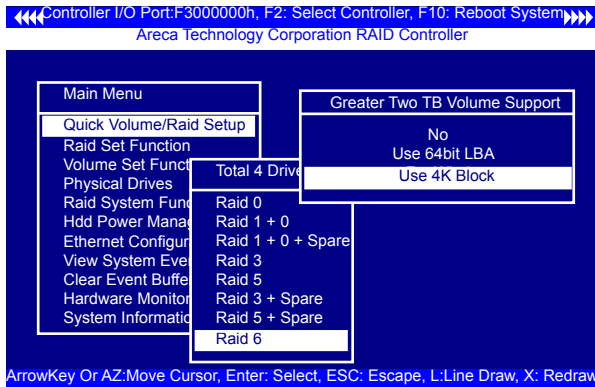 Controller I/O Port:F3000000h, F2: Select Controller, F10: Reboot System
Areca Technology Corporation RAID Controller
Main Menu
Quick Volume/Raid Setup
Raid Set Function
Volume Set Funct
Physical Drives
Raid System Func
Hdd Power Manag
Ethernet Configur
View System Eve
Clear Event Buffe
Hardware Monitor
System Informatio
Total 4 Drive
Raid 0
Raid 1 + 0
Raid 1 + 0 + Spare
Raid 3
Raid 5
Raid 3 + Spare
Raid 5 + Spare
Raid 6
Greater Two TB Volume Support
No
Use 64bit LBA
Use 4K Block
ArrowKey Or AZ:Move Cursor, Enter: Select, ESC: Escape, L:Line Draw, X: Redraw